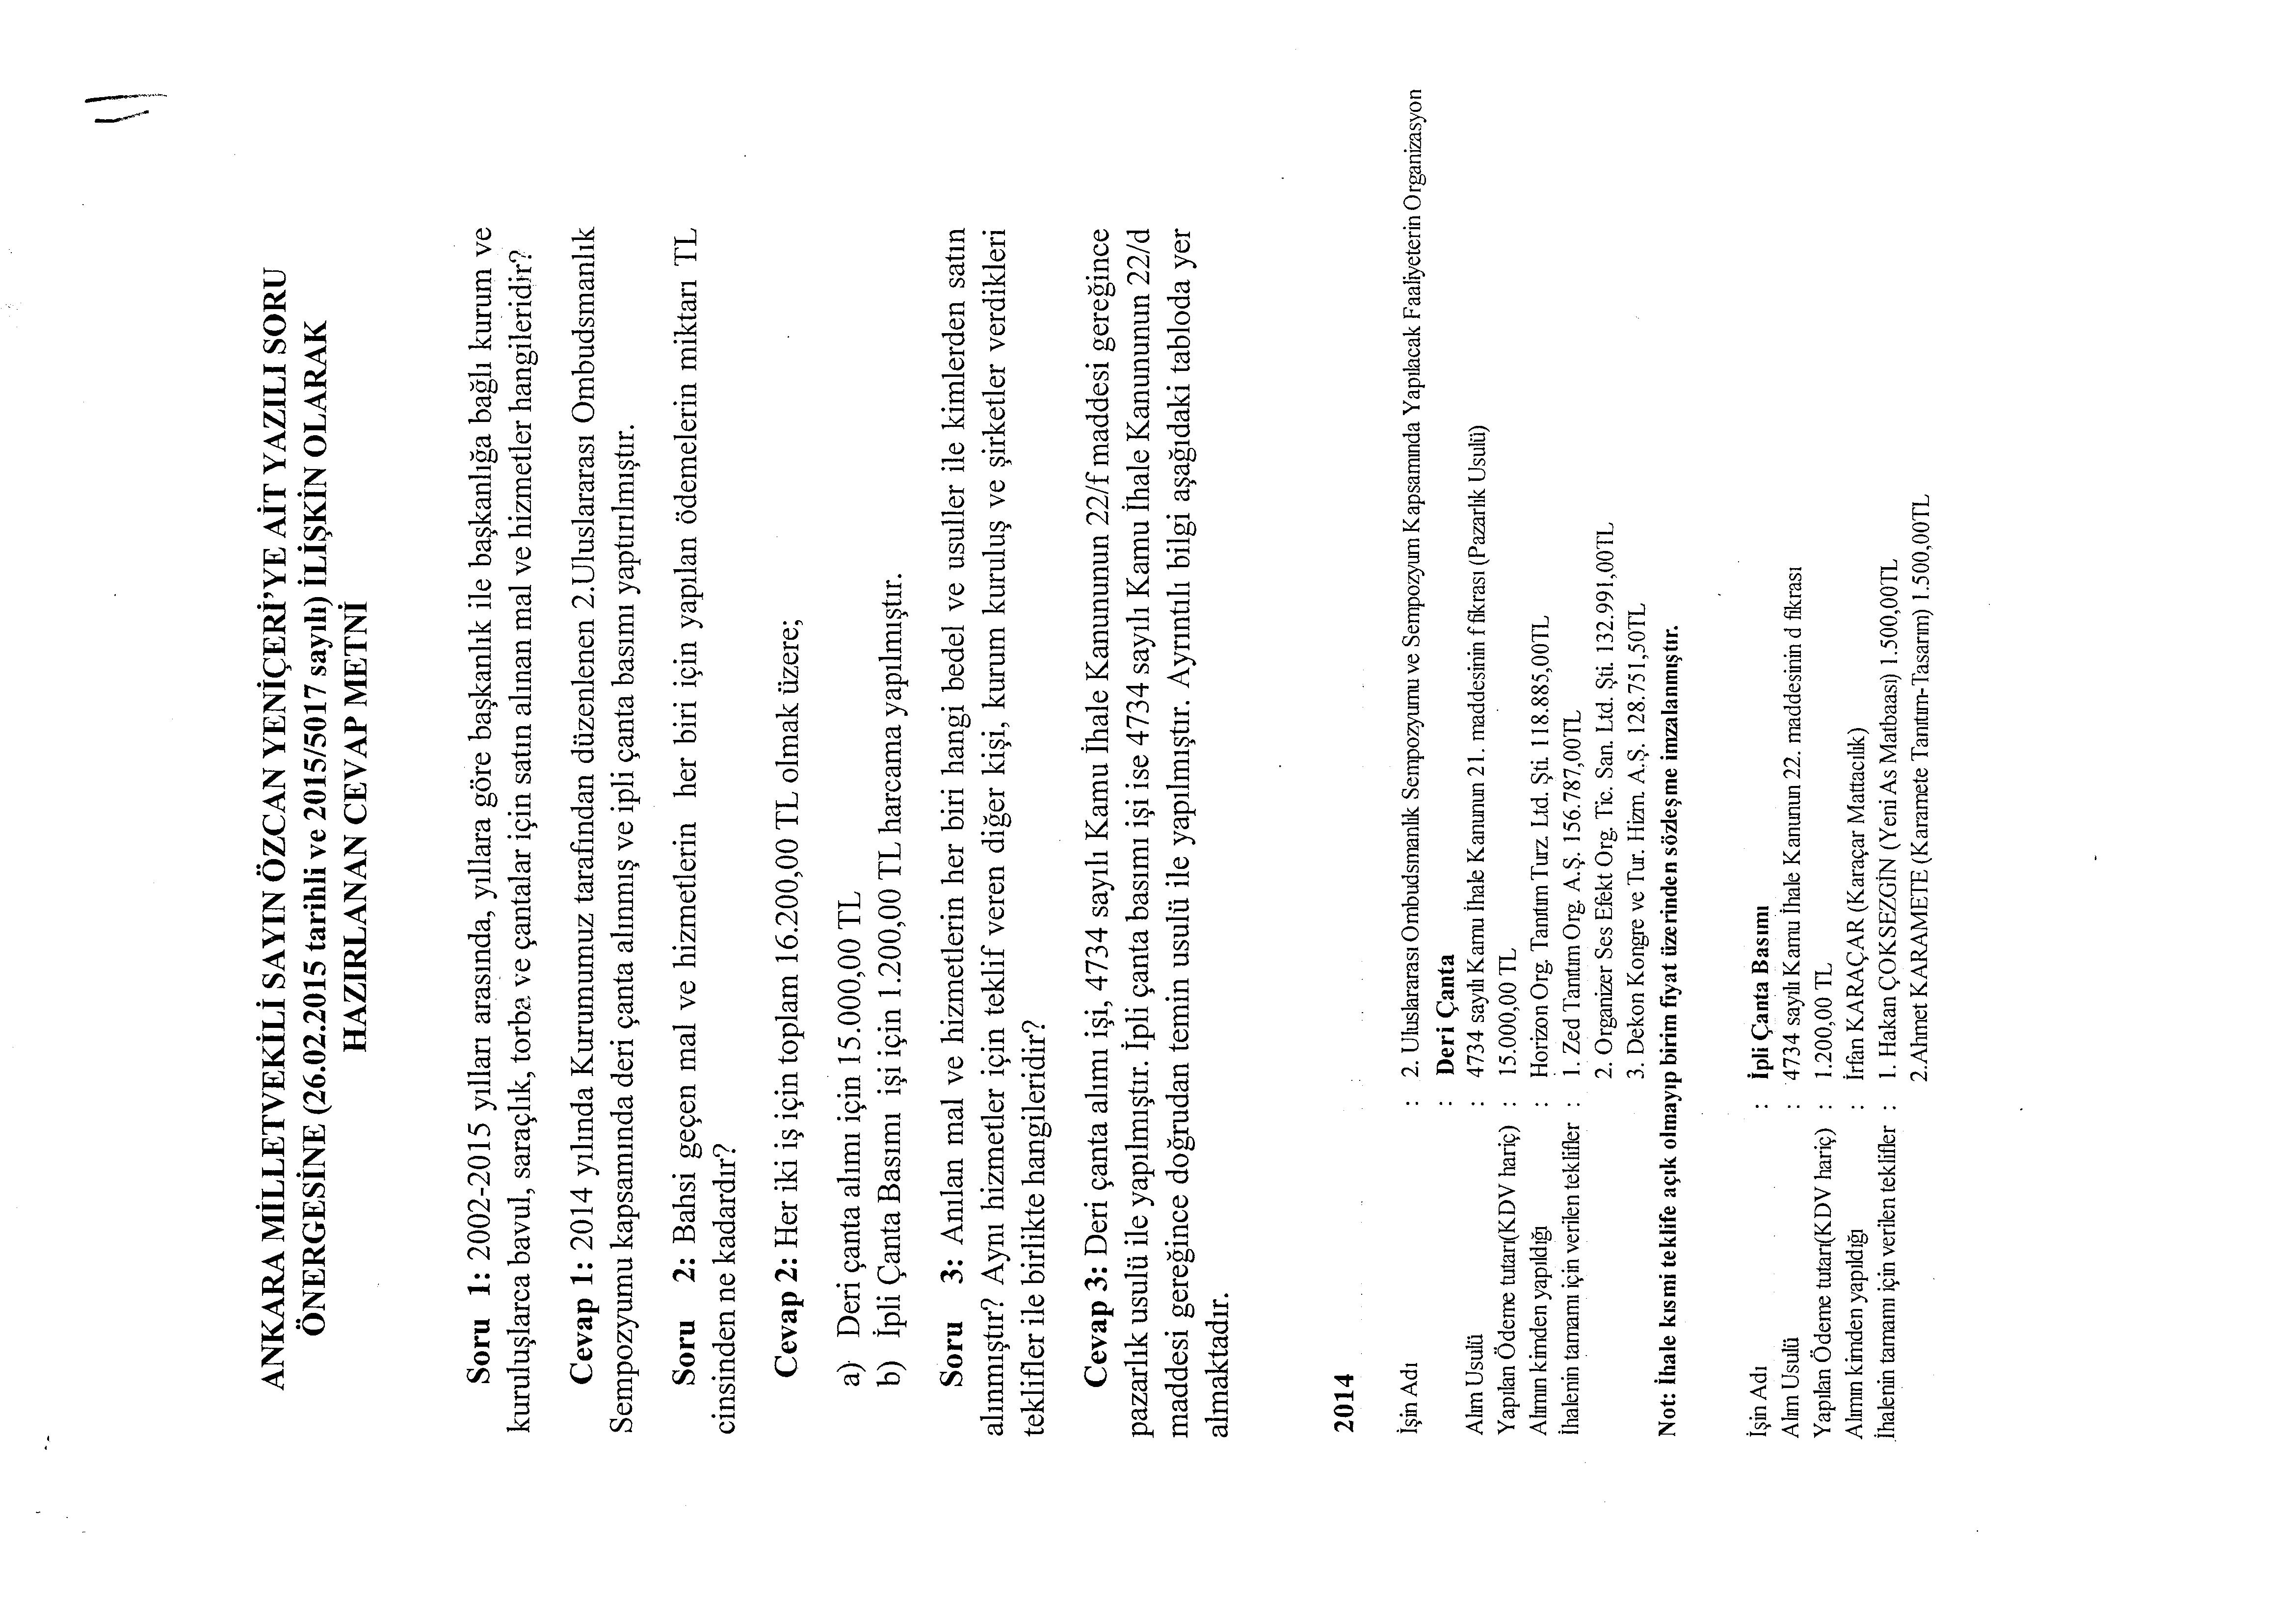 ANKARA MİLLETVEKİLİ SAYIN ÖZCAN YENİÇERİ'YE AİT YAZILI SORU
ÖNERGESİNE (26.02.2015 tarihli ve 2015/5017 sayılı) İLİŞKİN OLARAK
HAZIRLANAN CEVAP METNİ
Soru 1: 2002-2015 yılları arasında, yıllara göre başkanlık ile başkanlığa bağlı kurum ve
kuruluşlarca bavul, saraçlık, torba ve çantalar için satın alınan mal ve hizmetler hangileridir?
Cevap 1: 2014 yılında Kurumumuz tarafından düzenlenen 2.Uluslararası Ombudsmanlık
Sempozyumu kapsamında deri çanta alınmış ve ipli çanta basımı yaptırılmıştır.
Soru 2: Bahsi geçen mal ve hizmetlerin her biri için yapılan ödemelerin miktarı TL
cinsinden ne kadardır?
Cevap 2: Her iki iş için toplam 16.200,00 TL olmak üzere;
a) Deri çanta alımı için 15.000,00 TL
b) İpli Çanta Basımı işi için 1.200,00 TL harcama yapılmıştır.
Soru 3: Anılan mal ve hizmetlerin her biri hangi bedel ve usuller ile kimlerden satın
alınmıştır? Aynı hizmetler için teklif veren diğer kişi, kurum kuruluş ve şirketler verdikleri
teklifler ile birlikte hangileridir?
Cevap 3: Deri çanta alımı işi, 4734 sayılı Kamu İhale Kanununun 22/f maddesi gereğince
pazarlık usulü ile yapılmıştır. İpli çanta basımı işi ise 4734 sayılı Kamu İhale Kanununun 22/d
maddesi gereğince doğrudan temin usulü ile yapılmıştır. Ayrıntılı bilgi aşağıdaki tabloda yer
almaktadır.
2014
İşin Adı : 2. Uluslararası Ombudsmanlık Sempozyumu ve Sempozyum Kapsamında Yapılacak Faaliyeterin Organizasyon
: Deri Çanta
Alım Usulü : 4734 sayılı Kamu İhale Kanunun 21. maddesinin f fikrası (Pazarlık Usulü)
Yapılan Ödeme tutarı(KDV hariç) : 15.000,00 TL
Alımın kimden yapıldığı : Horizon Org. Tanıtım Turz. Ltd. Şti. 118.885,00TL
İhalenin tamamı için verilen teklifler : 1. Zed Tanıtım Org. A.Ş. 156.787,00TL
2. Organizer Ses Efekt Org. Tic. San. Ltd. Şti. 132.991,00TL
3. Dekon Kongre ve Tur. Hizm. A.Ş. 128.751,50TL
Not: İhale kısmi teklife açık olmayıp birim fiyat üzerinden sözleşme imzalanmıştır.
İşin Adı : İpli Çanta Basımı
Alım Usulü : 4734 sayılı Kamu İhale Kanunun 22. maddesinin d fikrası
Yapılan Ödeme tutarı(KDV hariç) : 1.200,00 TL
Alımın kimden yapıldığı : İrfan KARAÇAR (Karaçar Mattacılık)
İhalenin tamamı için verilen teklifler : 1. Hakan ÇOKSEZGİN (Yeni As Matbaası) 1.500,00TL
2.Ahmet KARAMETE (Karamete Tanıtım-Tasarım) 1.500,00TL